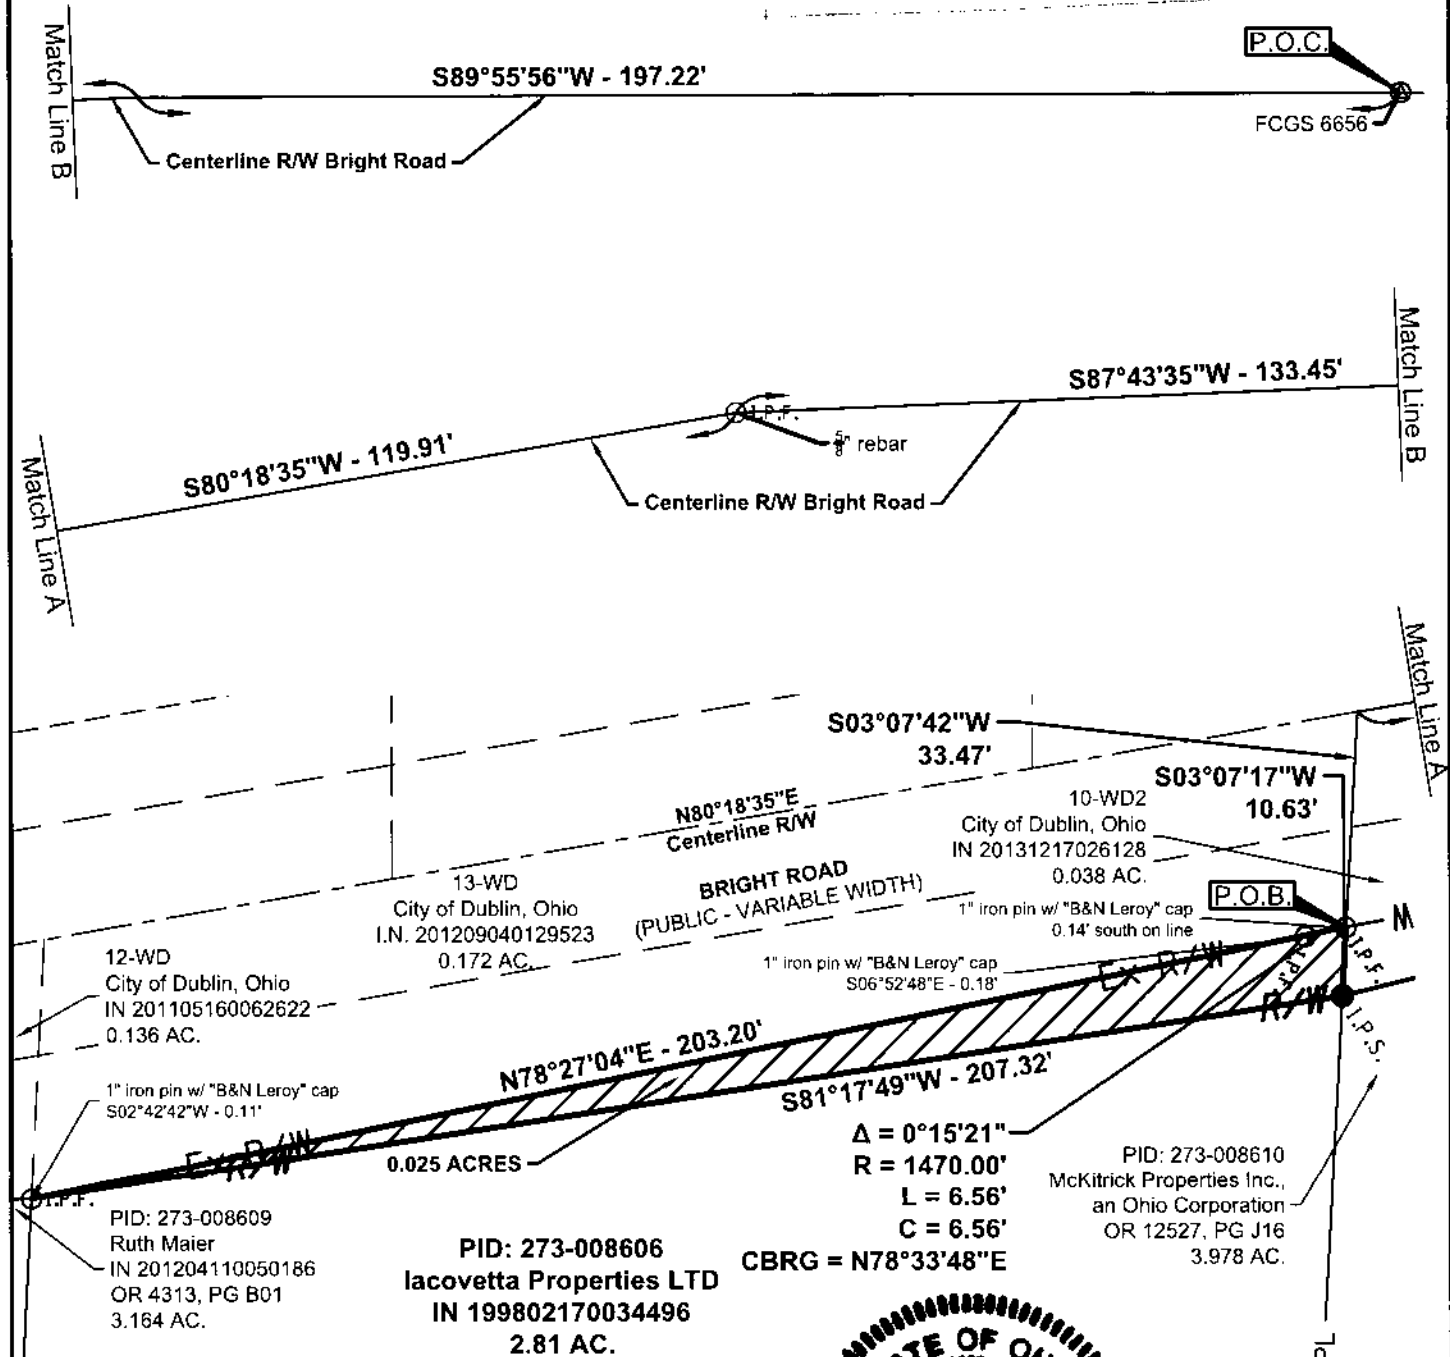 Match Line B
S89°55'56"W - 197.22'
P.O.C.
FCGS 6656
Centerline R/W Bright Road
Match Line B
S87°43'35"W - 133.45'
I.P.F.
5/8" rebar
S80°18'35"W - 119.91'
Centerline R/W Bright Road
Match Line A
Match Line A
S03°07'42"W
33.47'
S03°07'17"W
10.63'
N80°18'35"E
Centerline R/W
10-WD2
City of Dublin, Ohio
IN 20131217026128
0.038 AC.
BRIGHT ROAD
(PUBLIC - VARIABLE WIDTH)
13-WD
City of Dublin, Ohio
I.N. 201209040129523
0.172 AC.
P.O.B.
1" iron pin w/ "B&N Leroy" cap
0.14' south on line
1" iron pin w/ "B&N Leroy" cap
S06°52'48"E - 0.18'
12-WD
City of Dublin, Ohio
IN 201105160062622
0.136 AC.
Ex R/W
I.P.F.
I.P.F.
R/W
I.P.S.
N78°27'04"E - 203.20'
S81°17'49"W - 207.32'
1" iron pin w/ "B&N Leroy" cap
S02°42'42"W - 0.11'
Ex R/W
R/W
0.025 ACRES
I.P.F.
Δ = 0°15'21"
R = 1470.00'
L = 6.56'
C = 6.56'
CBRG = N78°33'48"E
PID: 273-008610
McKitrick Properties Inc.,
an Ohio Corporation
OR 12527, PG J16
3.978 AC.
PID: 273-008609
Ruth Maier
IN 201204110050186
OR 4313, PG B01
3.164 AC.
PID: 273-008606
Iacovetta Properties LTD
IN 199802170034496
2.81 AC.
OF